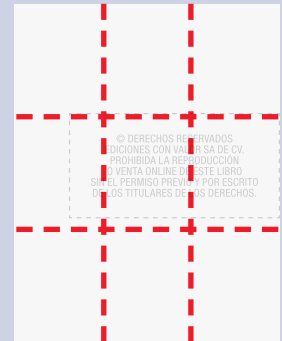 © DERECHOS RESERVADOS
EDICIONES CON VALOR SA DE CV.
PROHIBIDA LA REPRODUCCIÓN
O VENTA ONLINE DE ESTE LIBRO
SIN EL PERMISO PREVIO Y POR ESCRITO
DE LOS TITULARES DE LOS DERECHOS.